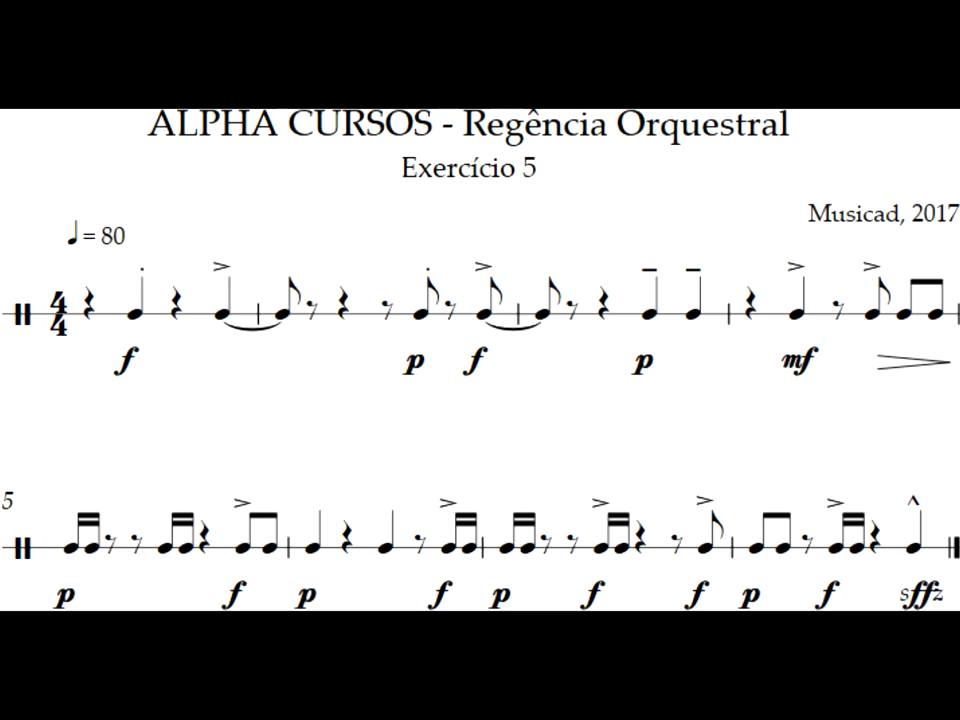 ALPHA CURSOS - Regência Orquestral
Exercício 5
Musicad, 2017
= 80
4
4
f p f p mf
5
p f p f p f f p f sffz